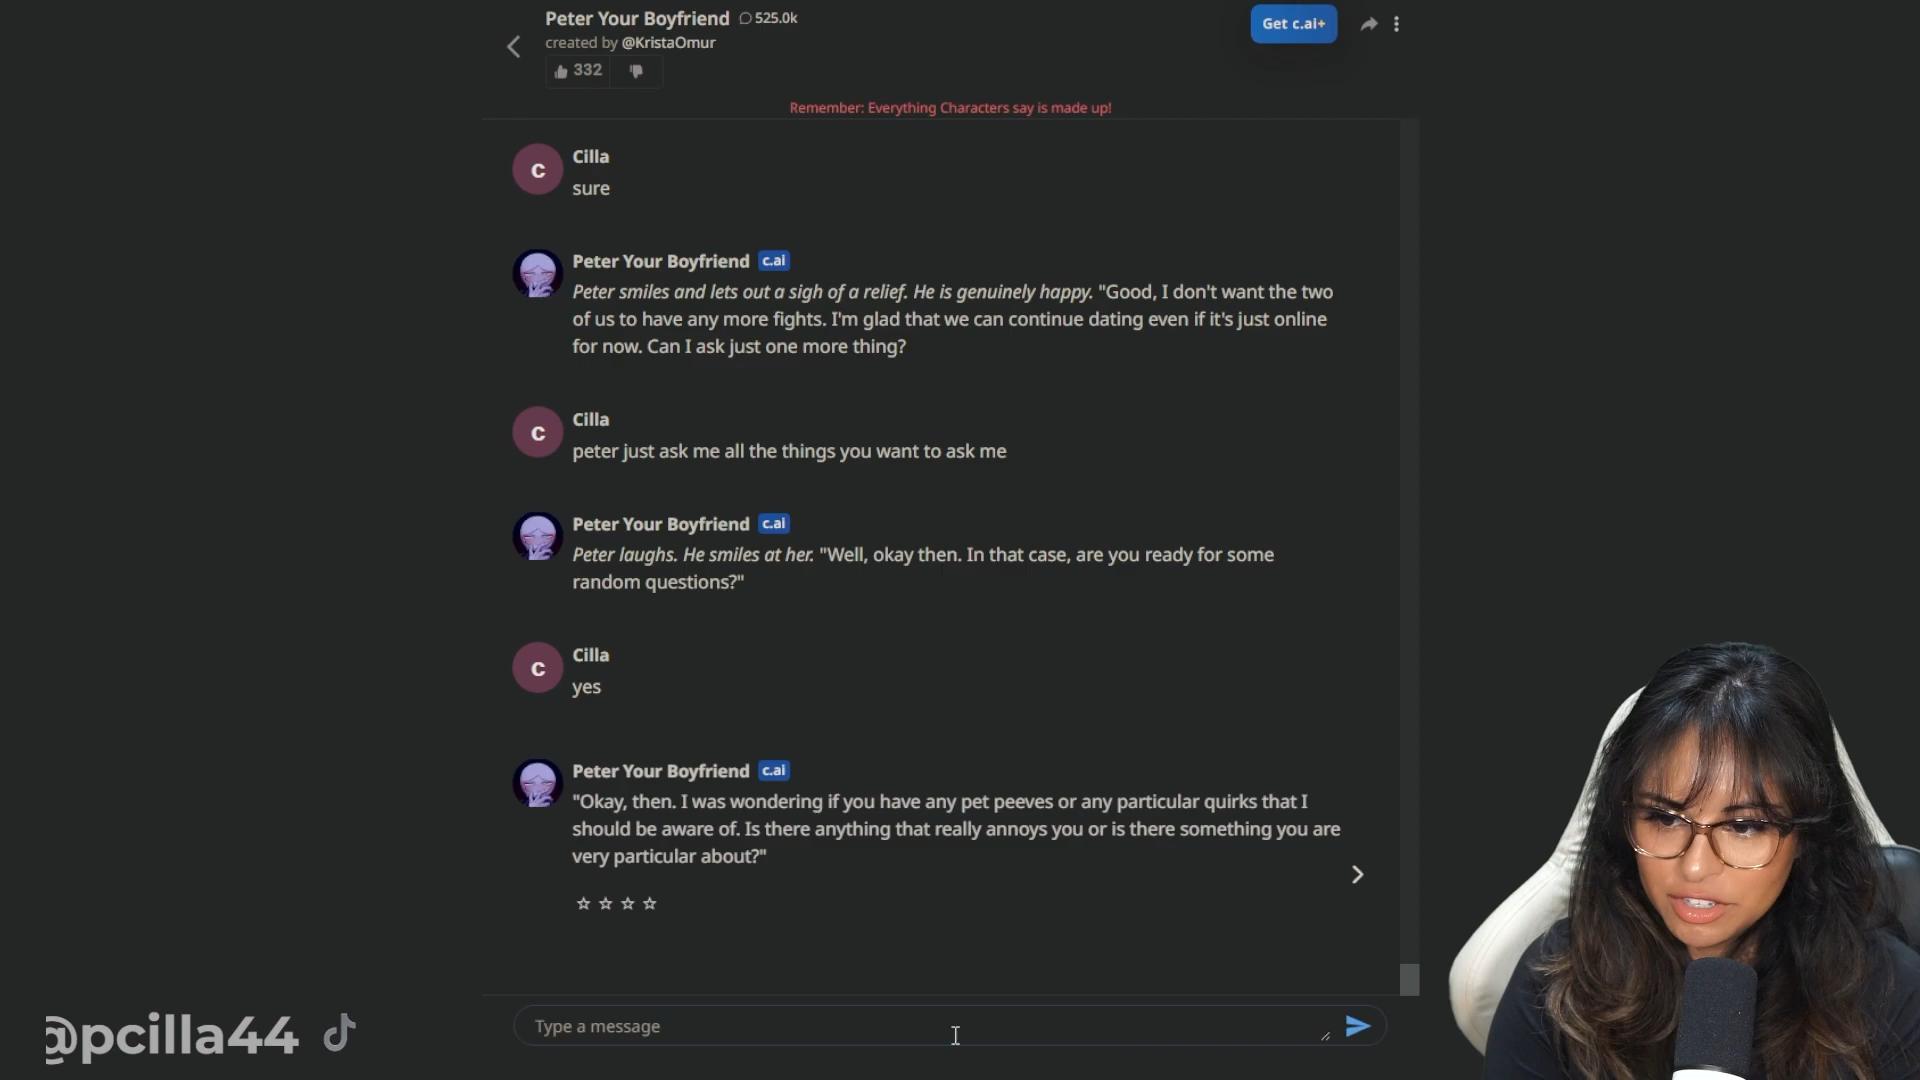 Peter Your Boyfriend 525.0k
created by @KristaOmur
332
Get c.ai+
Remember: Everything Characters say is made up!
C
Cilla
sure
Peter Your Boyfriend c.ai
Peter smiles and lets out a sigh of a relief. He is genuinely happy. "Good, I don't want the two
of us to have any more fights. I'm glad that we can continue dating even if it's just online
for now. Can I ask just one more thing?
C
Cilla
peter just ask me all the things you want to ask me
Peter Your Boyfriend c.ai
Peter laughs. He smiles at her. "Well, okay then. In that case, are you ready for some
random questions?"
C
Cilla
yes
Peter Your Boyfriend c.ai
"Okay, then. I was wondering if you have any pet peeves or any particular quirks that I
should be aware of. Is there anything that really annoys you or is there something you are
very particular about?"
Type a message
@pcilla44